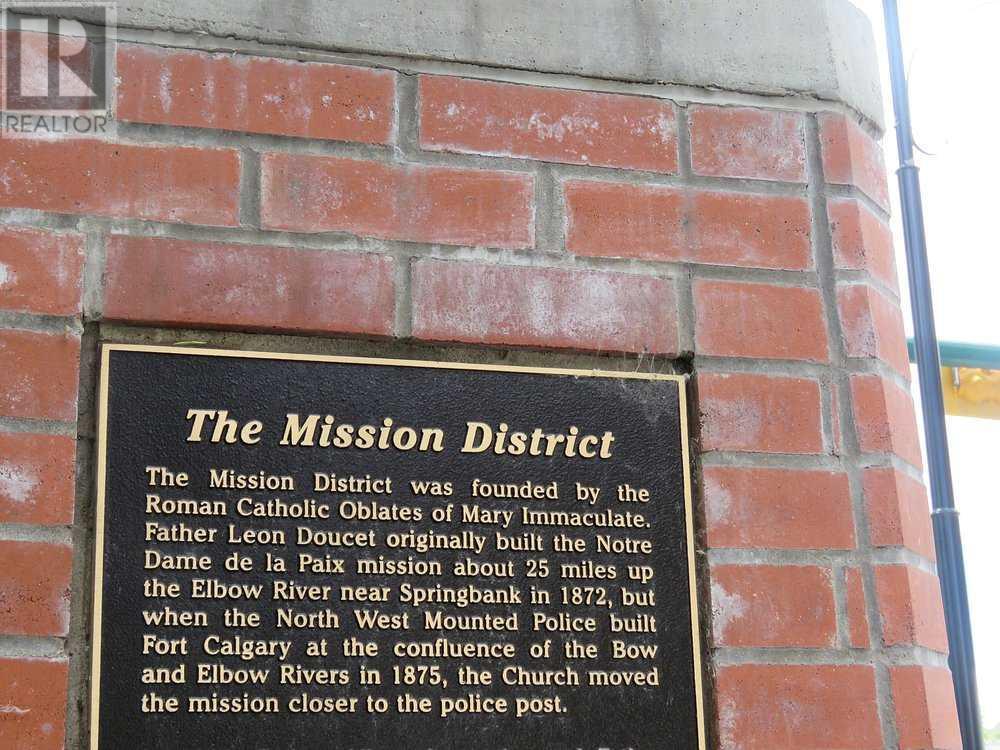 R
REALTOR
The Mission District
The Mission District was founded by the
Roman Catholic Oblates of Mary Immaculate.
Father Leon Doucet originally built the Notre
Dame de la Paix mission about 25 miles up
the Elbow River near Springbank in 1872, but
when the North West Mounted Police built
Fort Calgary at the confluence of the Bow
and Elbow Rivers in 1875, the Church moved
the mission closer to the police post.